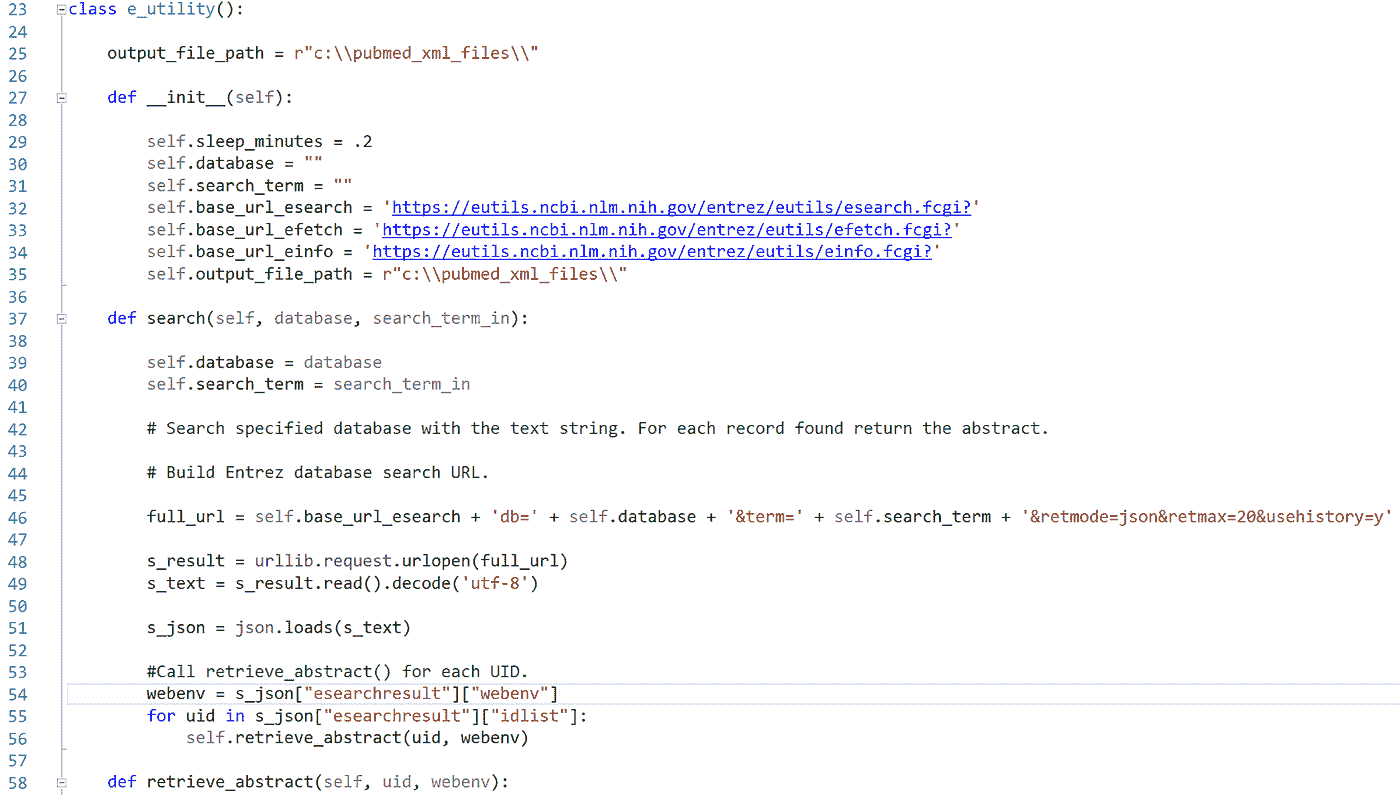 23 class e_utility():
24
25     output_file_path = r"c:\\pubmed_xml_files\\"
26
27     def __init__(self):
28
29         self.sleep_minutes = .2
30         self.database = ""
31         self.search_term = ""
32         self.base_url_esearch = 'https://eutils.ncbi.nlm.nih.gov/entrez/eutils/esearch.fcgi?'
33         self.base_url_efetch = 'https://eutils.ncbi.nlm.nih.gov/entrez/eutils/efetch.fcgi?'
34         self.base_url_einfo = 'https://eutils.ncbi.nlm.nih.gov/entrez/eutils/einfo.fcgi?'
35         self.output_file_path = r"c:\\pubmed_xml_files\\"
36
37     def search(self, database, search_term_in):
38
39         self.database = database
40         self.search_term = search_term_in
41
42         # Search specified database with the text string. For each record found return the abstract.
43
44         # Build Entrez database search URL.
45
46         full_url = self.base_url_esearch + 'db=' + self.database + '&term=' + self.search_term + '&retmode=json&retmax=20&usehistory=y'
47
48         s_result = urllib.request.urlopen(full_url)
49         s_text = s_result.read().decode('utf-8')
50
51         s_json = json.loads(s_text)
52
53         #Call retrieve_abstract() for each UID.
54         webenv = s_json["esearchresult"]["webenv"]
55         for uid in s_json["esearchresult"]["idlist"]:
56             self.retrieve_abstract(uid, webenv)
57
58     def retrieve_abstract(self, uid, webenv):